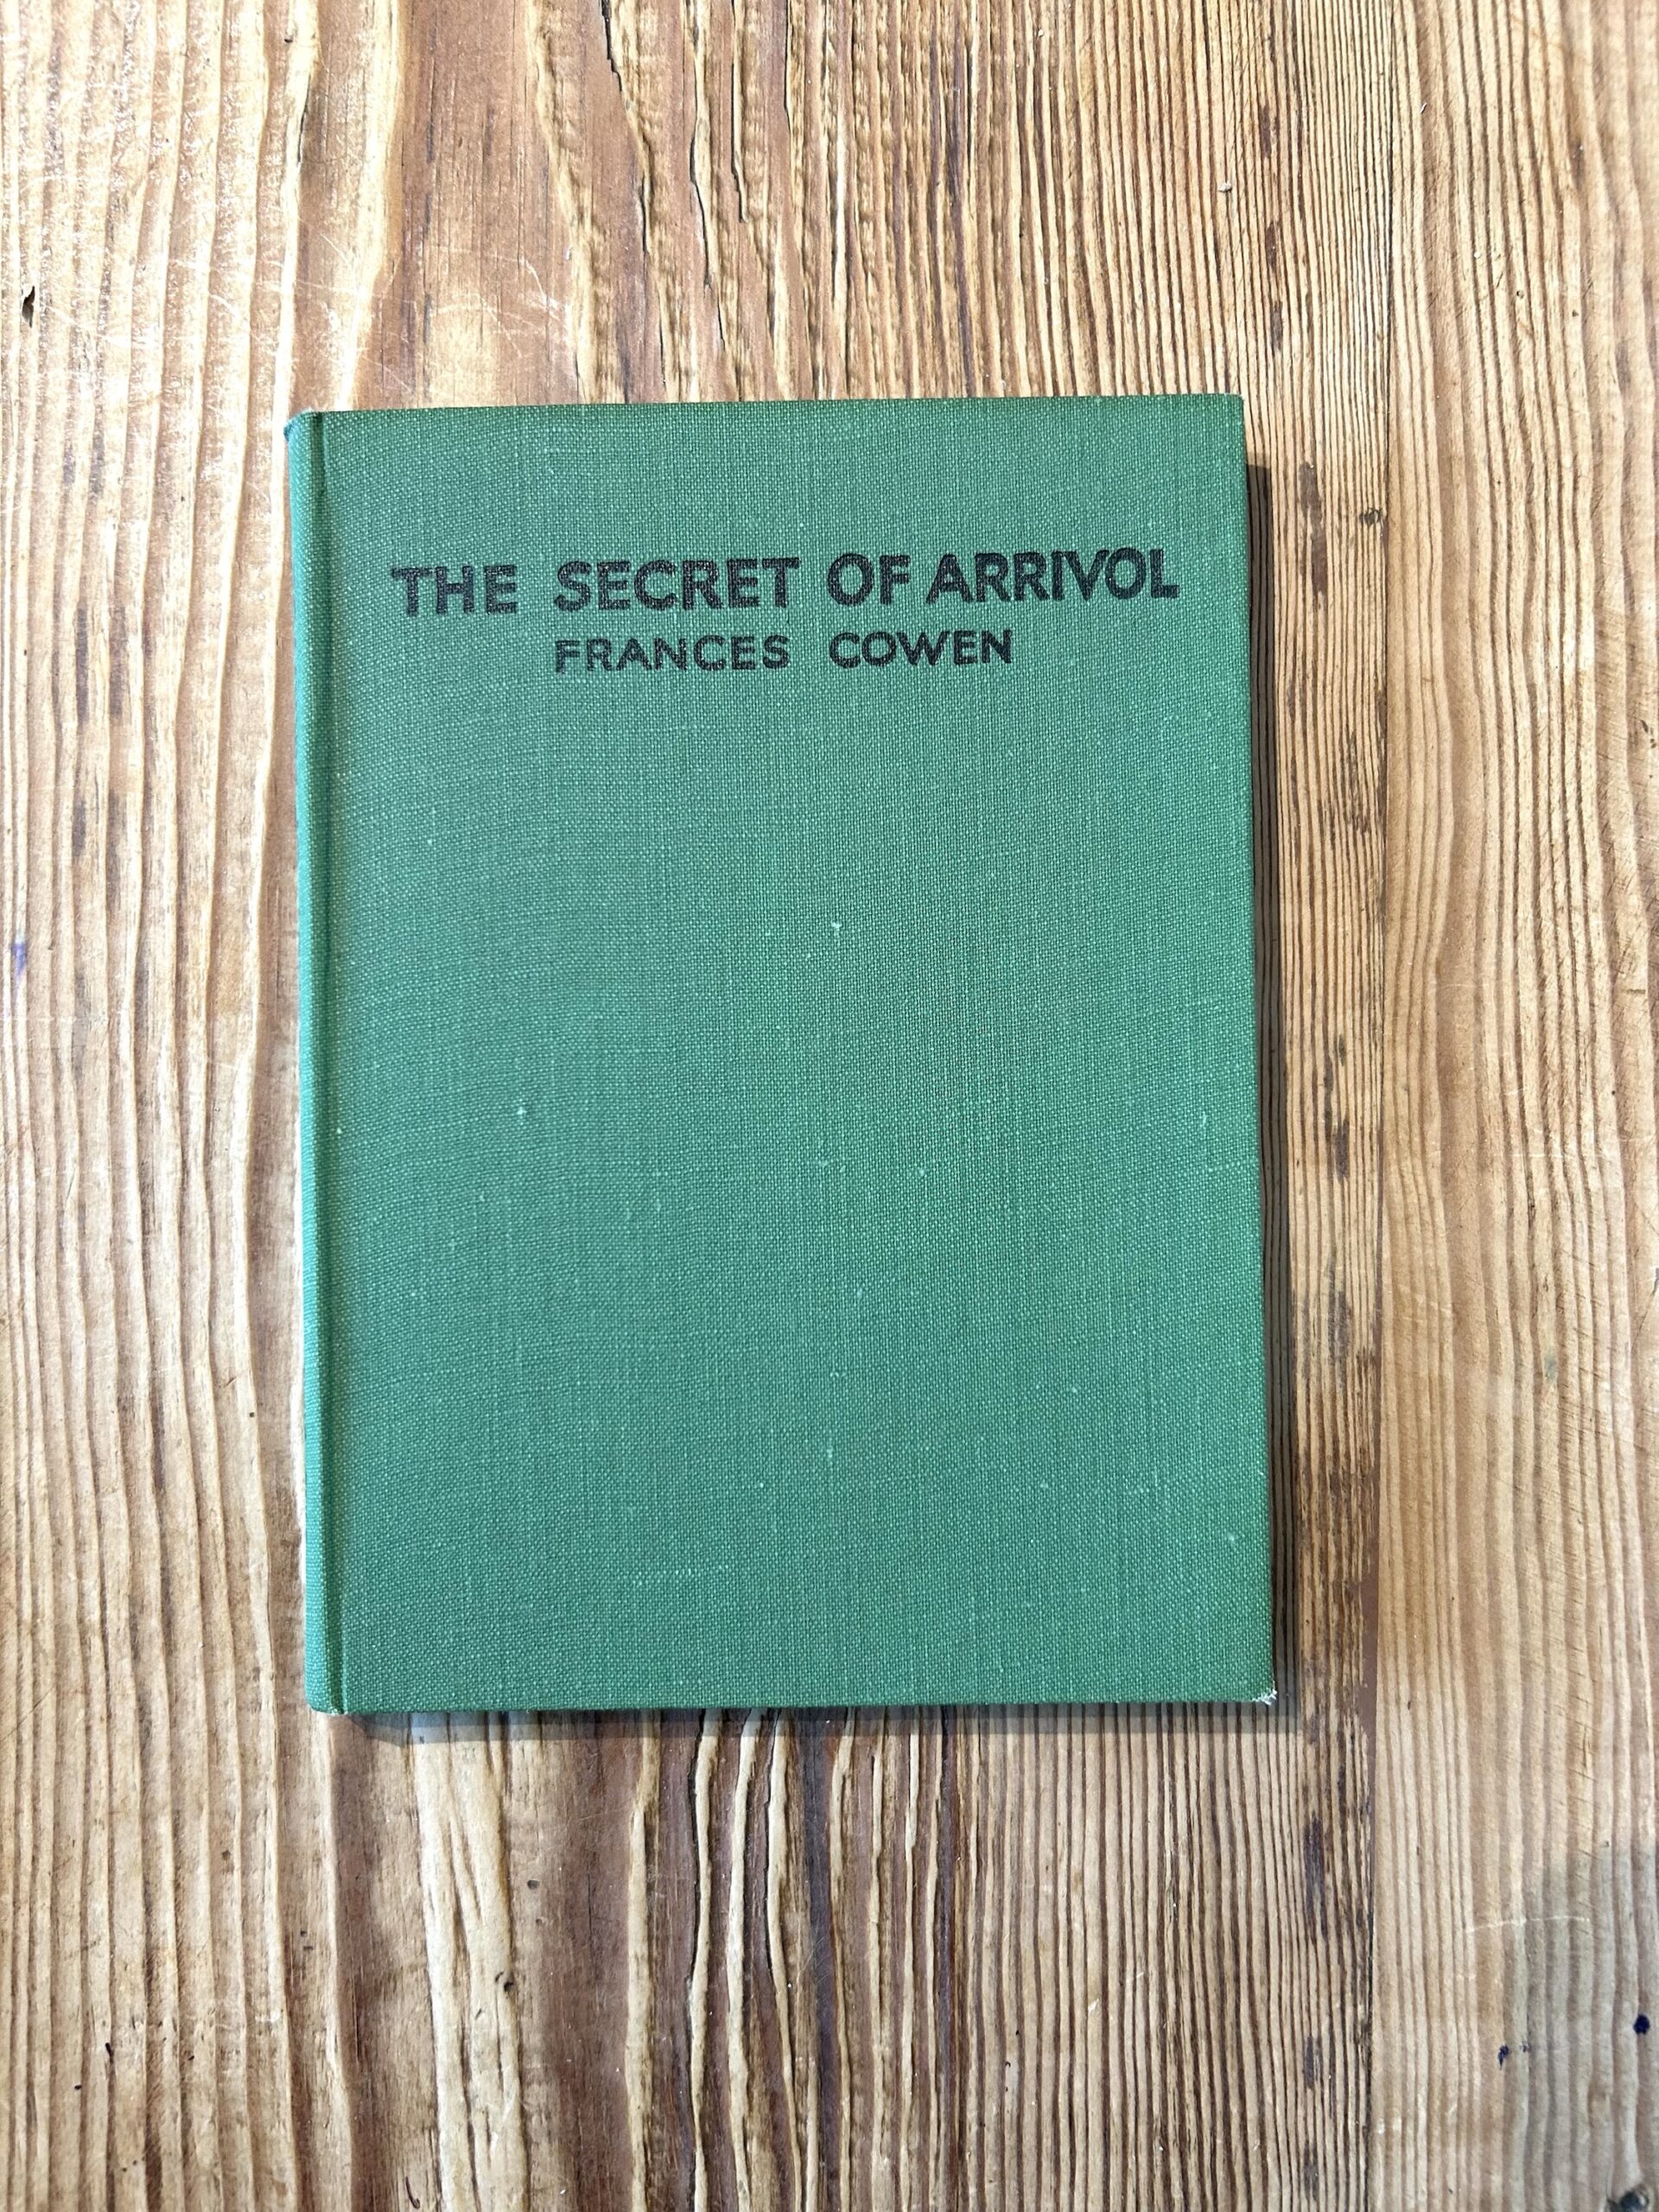 THE SECRET OF ARRIVOL
FRANCES COWEN